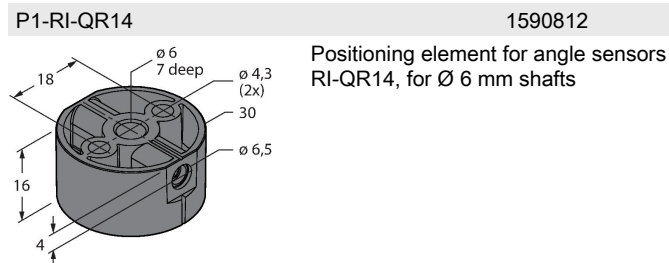 P1-RI-QR14 1590812
Positioning element for angle sensors
RI-QR14, for Ø 6 mm shafts
ø 6
7 deep
18
ø 4,3
(2x)
30
ø 6,5
16
4